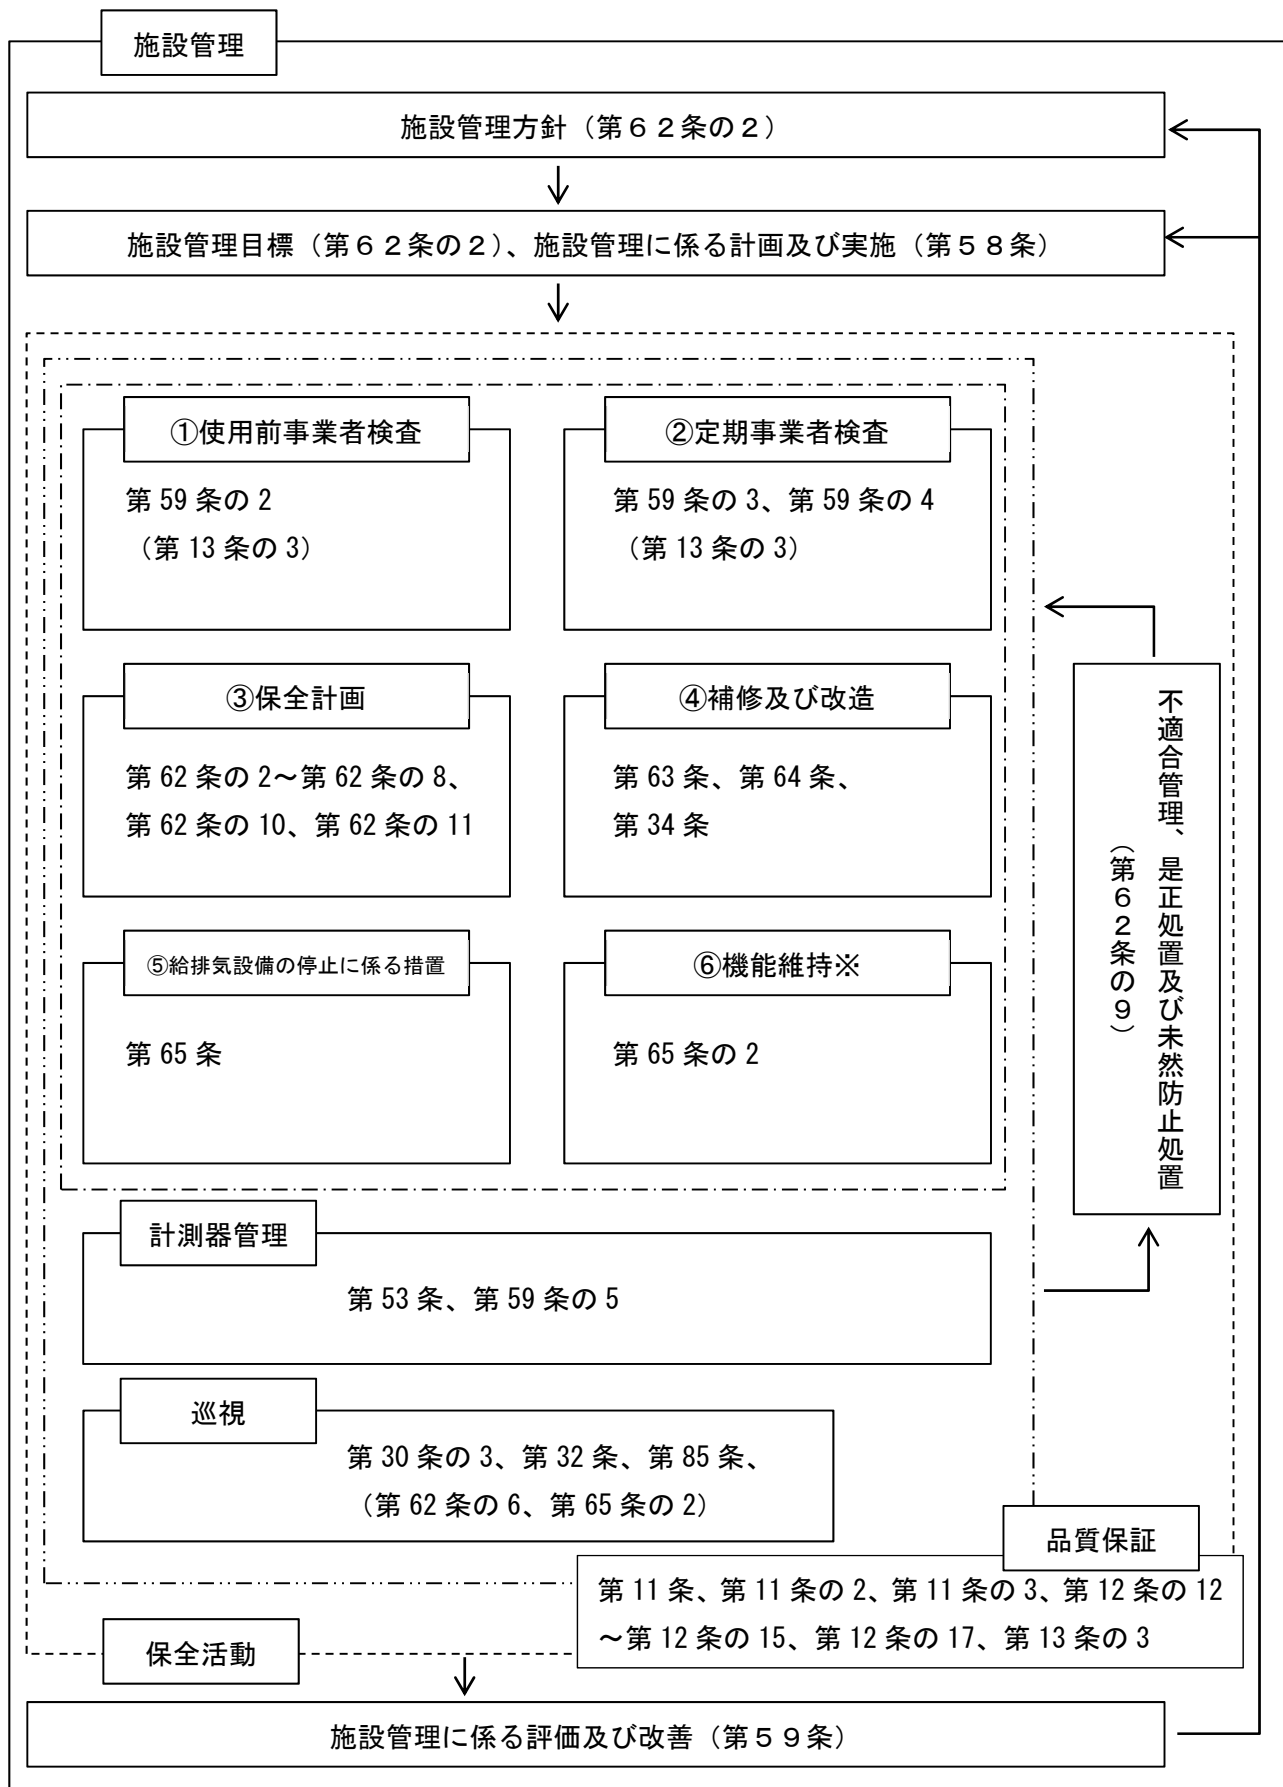 施設管理
施設管理方針（第６２条の２）
施設管理目標（第６２条の２）、施設管理に係る計画及び実施（第５８条）
①使用前事業者検査
第 59 条の 2
（第 13 条の 3）
②定期事業者検査
第 59 条の 3、第 59 条の 4
（第 13 条の 3）
③保全計画
第 62 条の 2～第 62 条の 8、
第 62 条の 10、第 62 条の 11
④補修及び改造
第 63 条、第 64 条、
第 34 条
⑤給排気設備の停止に係る措置
第 65 条
⑥機能維持※
第 65 条の 2
不適合管理、是正処置及び未然防止処置
（第６２条の９）
計測器管理
第 53 条、第 59 条の 5
巡視
第 30 条の 3、第 32 条、第 85 条、
（第 62 条の 6、第 65 条の 2）
品質保証
第 11 条、第 11 条の 2、第 11 条の 3、第 12 条の 12
～第 12 条の 15、第 12 条の 17、第 13 条の 3
保全活動
施設管理に係る評価及び改善（第５９条）